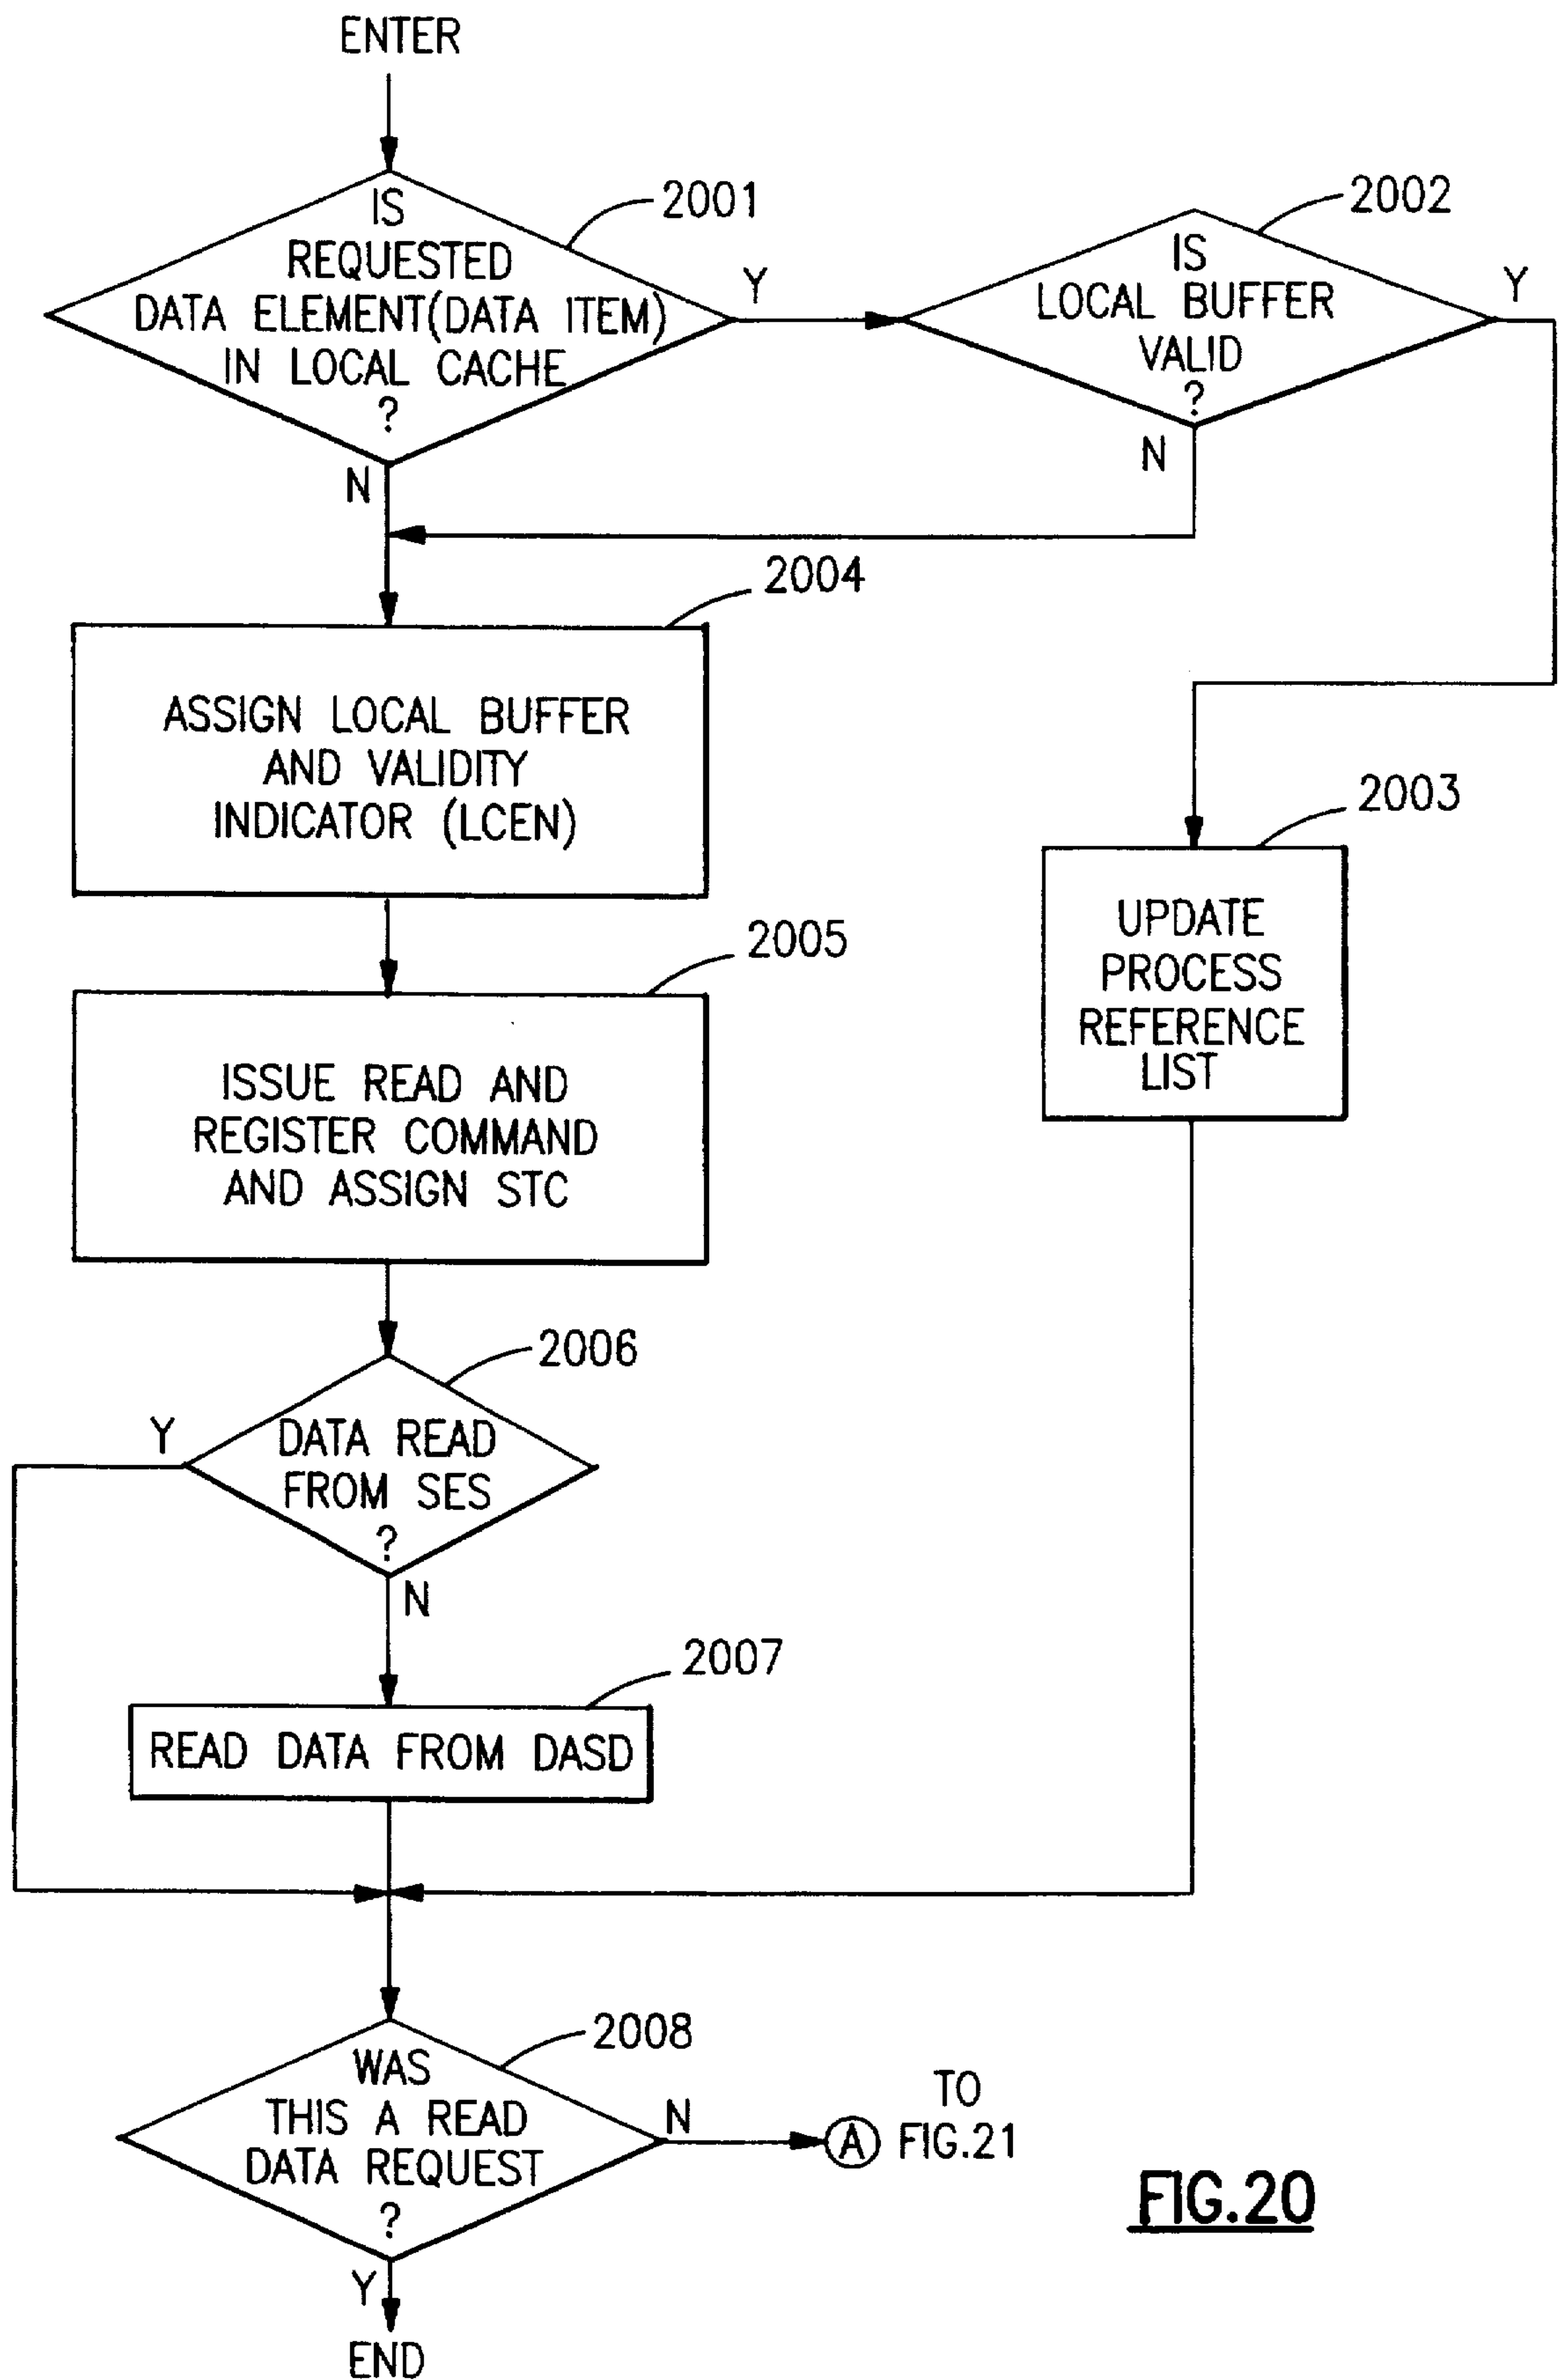 ENTER
IS
REQUESTED
DATA ELEMENT(DATA ITEM)
IN LOCAL CACHE
?
2001
Y
N
IS
LOCAL BUFFER
VALID
?
2002
Y
N
2004
ASSIGN LOCAL BUFFER
AND VALIDITY
INDICATOR (LCEN)
2003
UPDATE
PROCESS
REFERENCE
LIST
2005
ISSUE READ AND
REGISTER COMMAND
AND ASSIGN STC
2006
DATA READ
FROM SES
?
Y
N
2007
READ DATA FROM DASD
2008
WAS
THIS A READ
DATA REQUEST
?
N
A
TO
FIG.21
Y
END
FIG.20